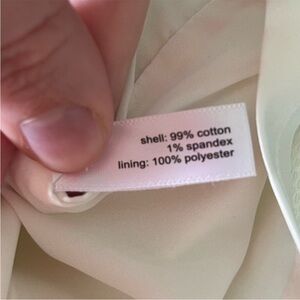 shell: 99% cotton
1% spandex
lining: 100% polyester